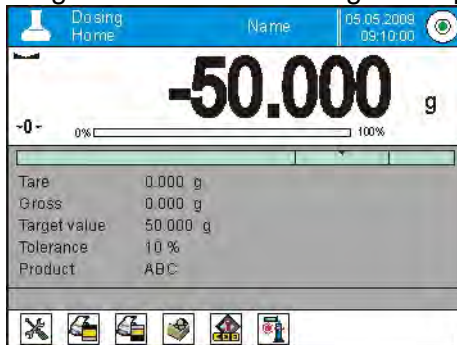 Dosing Name 05.05.2009
Home 09:10:00
-50.000 g
-0- 0% 100%
Tare 0.000 g
Gross 0.000 g
Target value 50.000 g
Tolerance 10 %
Product ABC